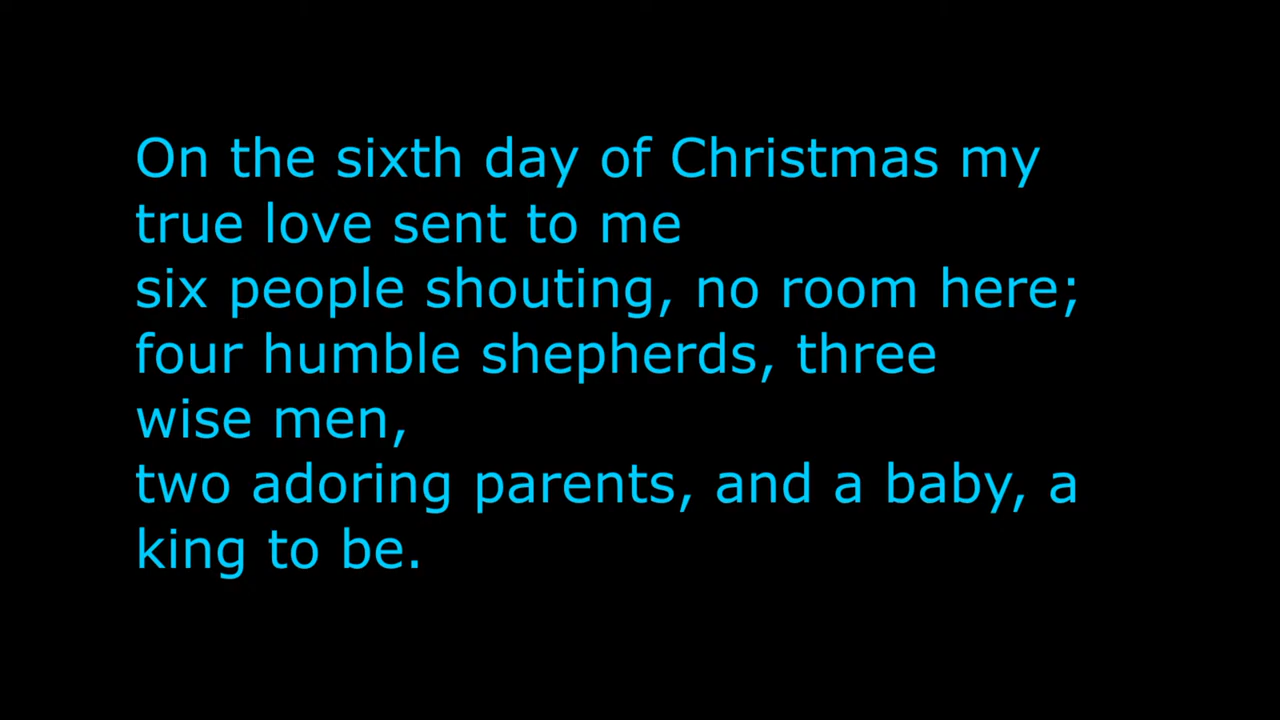 On the sixth day of Christmas my
true love sent to me
six people shouting, no room here;
four humble shepherds, three
wise men,
two adoring parents, and a baby, a
king to be.